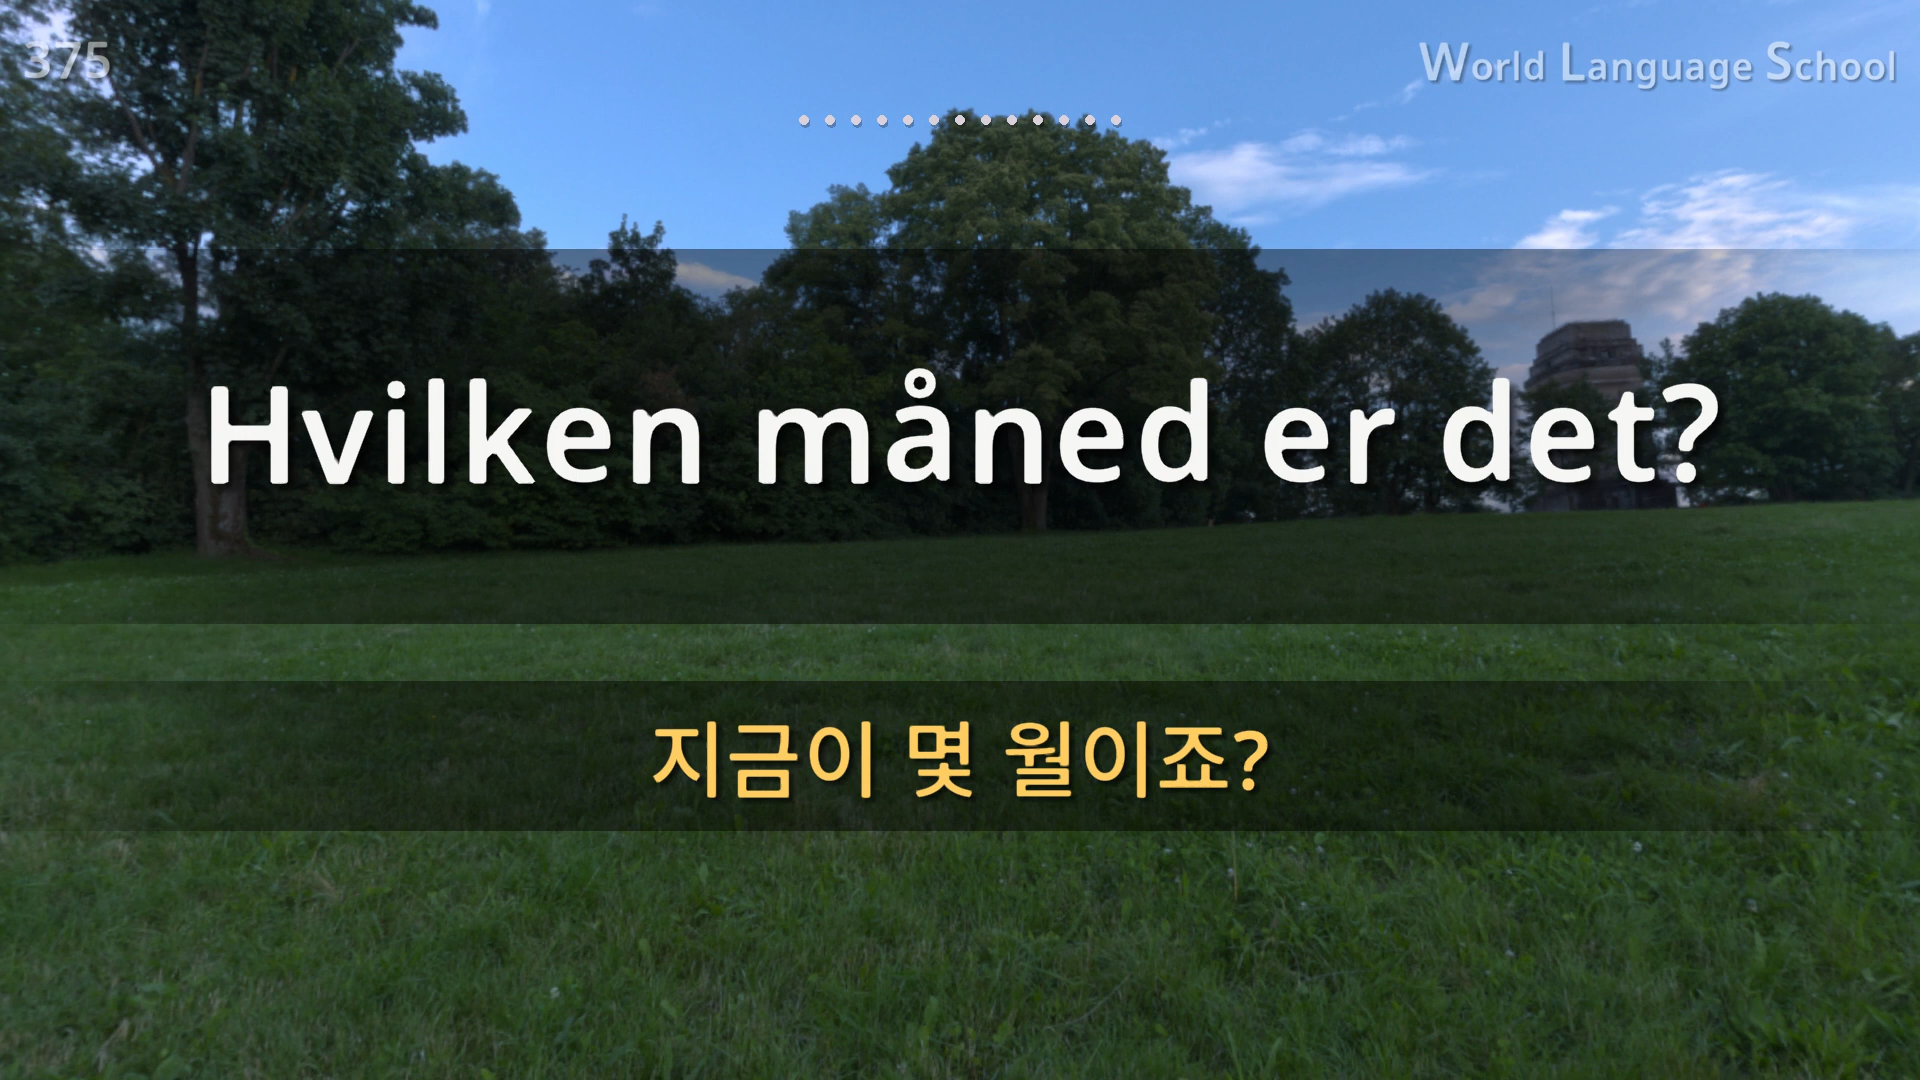 375
World Language School
Hvilken måned er det?
지금이 몇 월이죠?